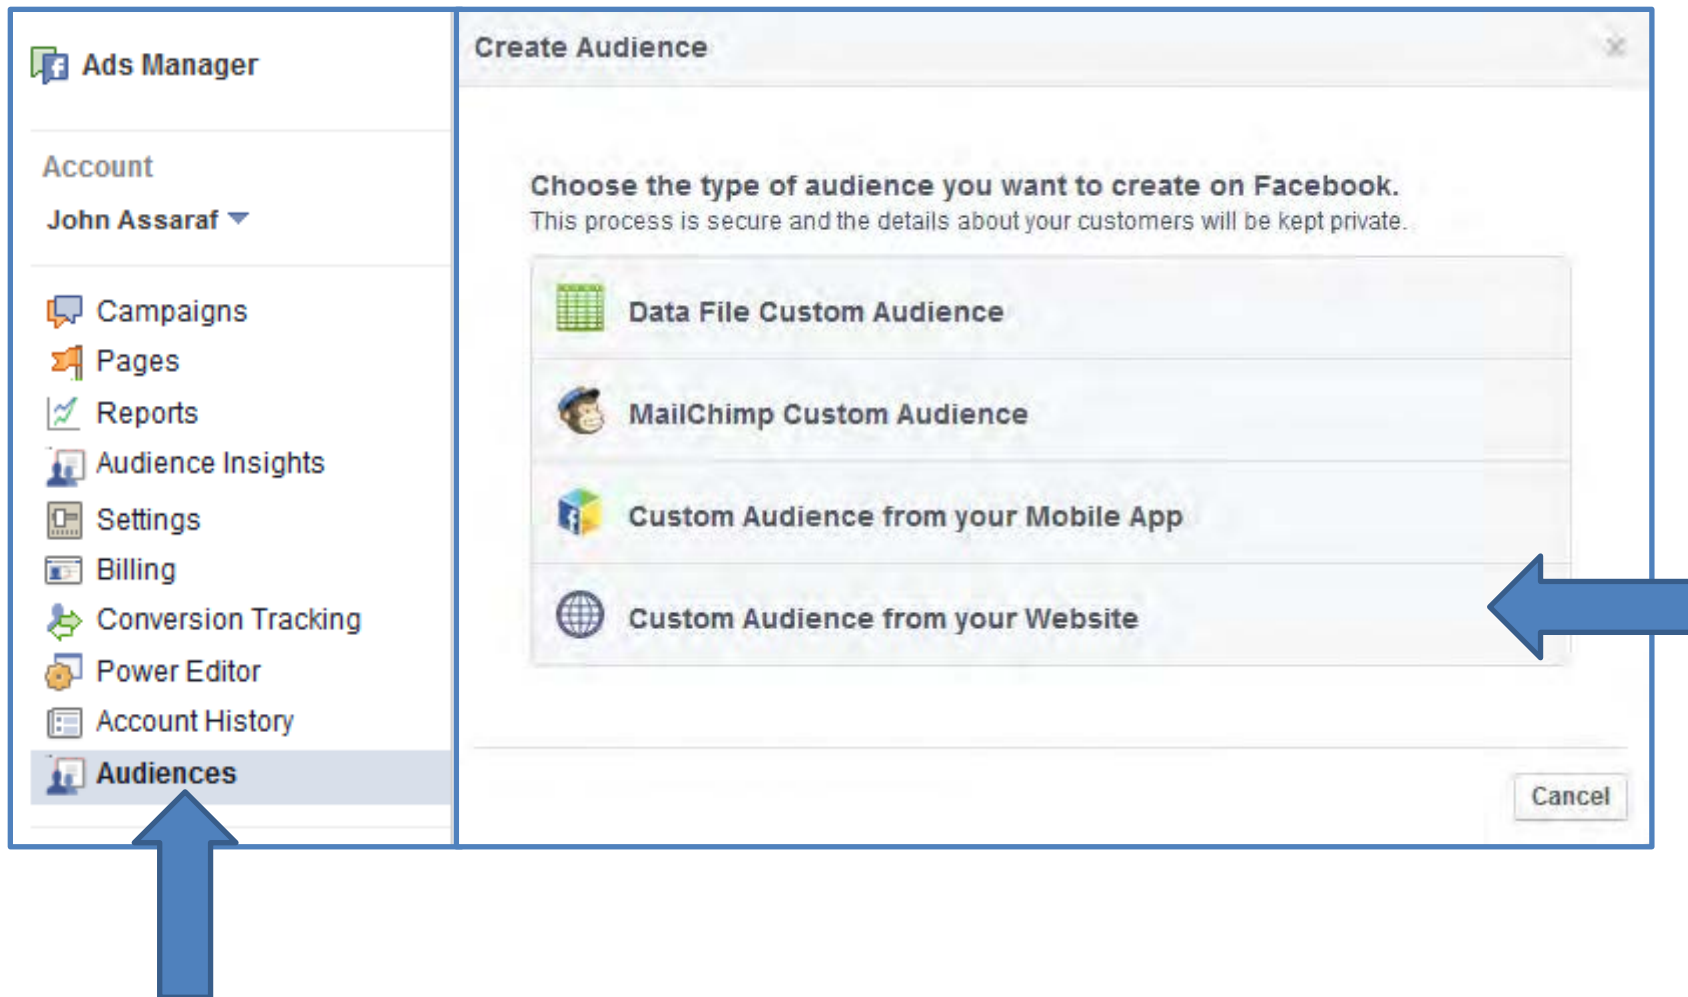 Ads Manager
Account
John Assaraf
Campaigns
Pages
Reports
Audience Insights
Settings
Billing
Conversion Tracking
Power Editor
Account History
Audiences
Create Audience
Choose the type of audience you want to create on Facebook.
This process is secure and the details about your customers will be kept private.
Data File Custom Audience
MailChimp Custom Audience
Custom Audience from your Mobile App
Custom Audience from your Website
Cancel